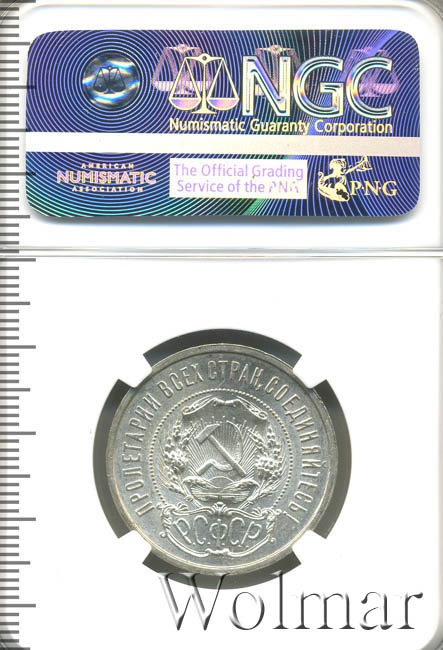 NGC
Numismatic Guaranty Corporation
AMERICAN
NUMISMATIC
ASSOCIATION
The Official Grading
Service of the PNG
PNG
ПРОЛЕТАРИИ ВСЕХ СТРАН, СОЕДИНЯЙТЕСЬ!
Р.С.Ф.С.Р.
Wolmar